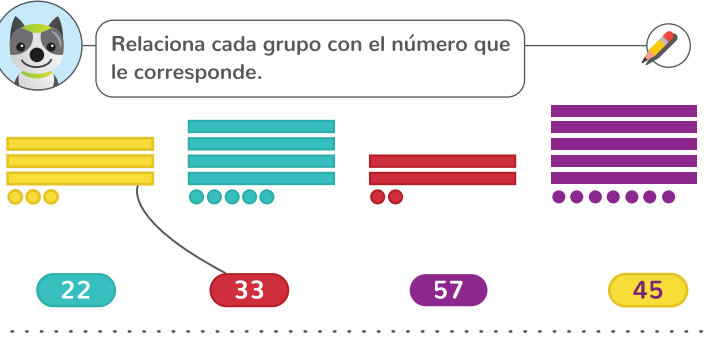 Relaciona cada grupo con el número que
le corresponde.
22 33 57 45